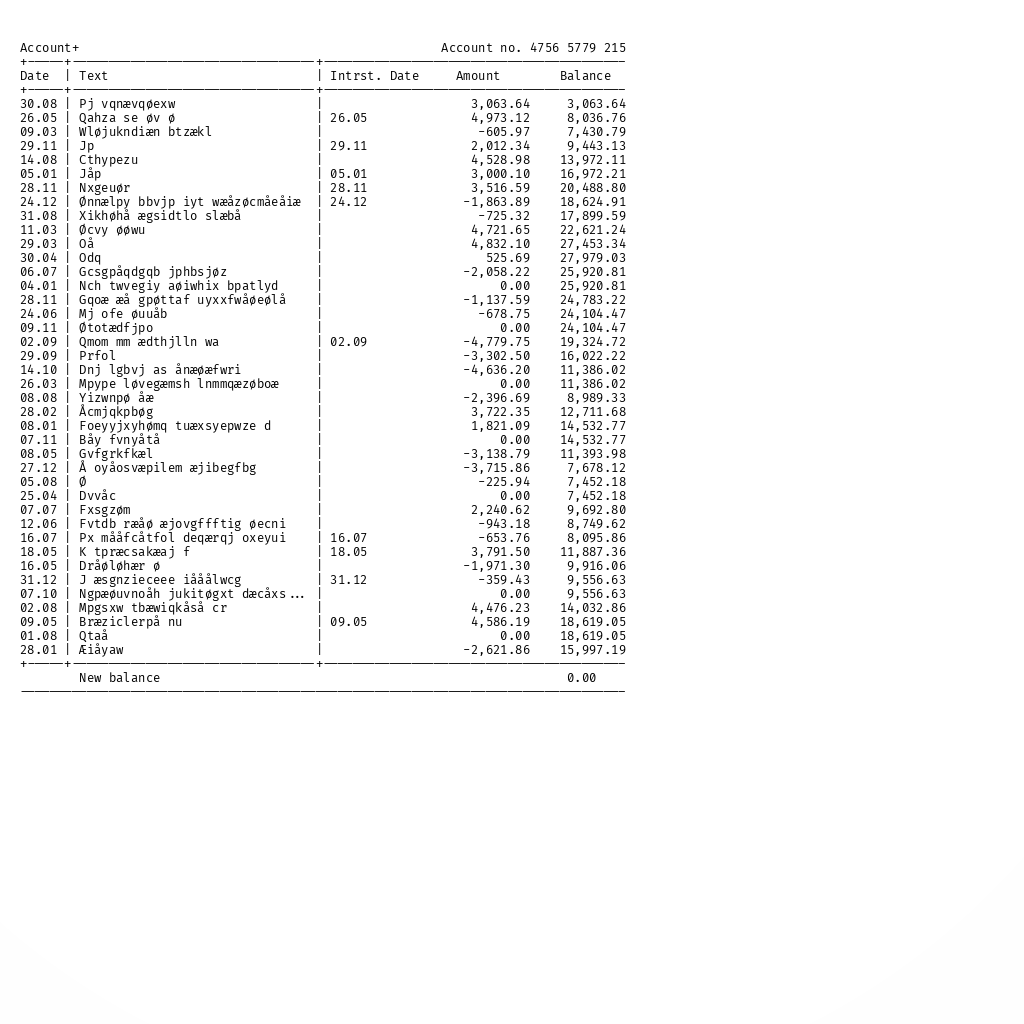 Account+ Account no. 4756 5779 215
Date | Text | Intrst. Date Amount Balance
30.08 | Pj vqnævqøexw | 3,063.64 3,063.64
26.05 | Qahza se øv ø | 26.05 4,973.12 8,036.76
09.03 | Wløjukndiæn btzækl | -605.97 7,430.79
29.11 | Jp | 29.11 2,012.34 9,443.13
14.08 | Cthypezu | 4,528.98 13,972.11
05.01 | Jåp | 05.01 3,000.10 16,972.21
28.11 | Nxgeuør | 28.11 3,516.59 20,488.80
24.12 | Ønnælpy bbvjp iyt wæåzøcmåeåiæ | 24.12 -1,863.89 18,624.91
31.08 | Xikhøhå ægsidtlo slæbå | -725.32 17,899.59
11.03 | Øcvy øøwu | 4,721.65 22,621.24
29.03 | Oå | 4,832.10 27,453.34
30.04 | Odq | 525.69 27,979.03
06.07 | Gcsgpåqdgqb jphbsjøz | -2,058.22 25,920.81
04.01 | Nch twvegiy aøiwhix bpatlyd | 0.00 25,920.81
28.11 | Gqoæ æå gpøttaf uyxxfwåøeølå | -1,137.59 24,783.22
24.06 | Mj ofe øuuåb | -678.75 24,104.47
09.11 | Øtotædfjpo | 0.00 24,104.47
02.09 | Qmom mm ædthjlln wa | 02.09 -4,779.75 19,324.72
29.09 | Prfol | -3,302.50 16,022.22
14.10 | Dnj lgbvj as ånæøæfwri | -4,636.20 11,386.02
26.03 | Mpype løvegæmsh lnmmqæzøboæ | 0.00 11,386.02
08.08 | Yizwnpø åæ | -2,396.69 8,989.33
28.02 | Åcmjqkpbøg | 3,722.35 12,711.68
08.01 | Foeyyjxyhømq tuæxsyepwze d | 1,821.09 14,532.77
07.11 | Båy fvnyåtå | 0.00 14,532.77
08.05 | Gvfgrkfkæl | -3,138.79 11,393.98
27.12 | Å oyåosvæpilem æjibegfbg | -3,715.86 7,678.12
05.08 | Ø | -225.94 7,452.18
25.04 | Dvvåc | 0.00 7,452.18
07.07 | Fxsgzøm | 2,240.62 9,692.80
12.06 | Fvtdb ræåø æjovgffftig øecni | -943.18 8,749.62
16.07 | Px mååfcåtfol deqærqj oxeyui | 16.07 -653.76 8,095.86
18.05 | K tpræcsakæaj f | 18.05 3,791.50 11,887.36
16.05 | Dråøløhær ø | -1,971.30 9,916.06
31.12 | J æsgnzieceee iååålwcg | 31.12 -359.43 9,556.63
07.10 | Ngpæøuvnoåh jukitøgxt dæcåxs... | 0.00 9,556.63
02.08 | Mpgsxw tbæwiqkåså cr | 4,476.23 14,032.86
09.05 | Bræziclerpå nu | 09.05 4,586.19 18,619.05
01.08 | Qtaå | 0.00 18,619.05
28.01 | Æiåyaw | -2,621.86 15,997.19
New balance 0.00